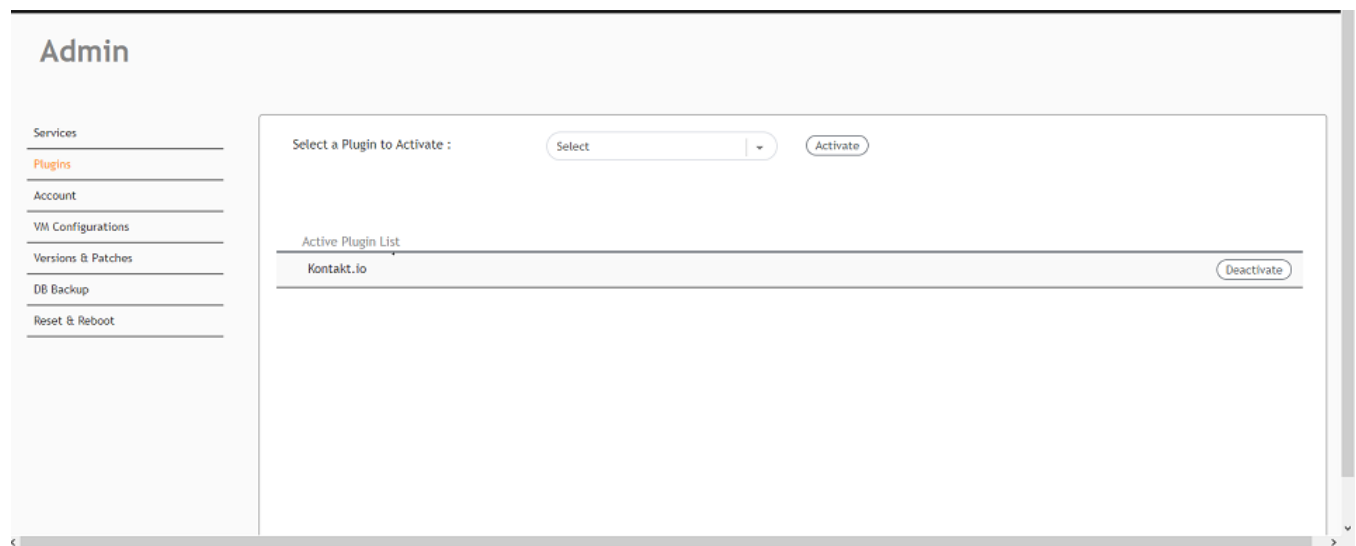 Admin
Services
Plugins
Account
VM Configurations
Versions & Patches
DB Backup
Reset & Reboot
Select a Plugin to Activate :
Select
Activate
Active Plugin List
Kontakt.io
Deactivate